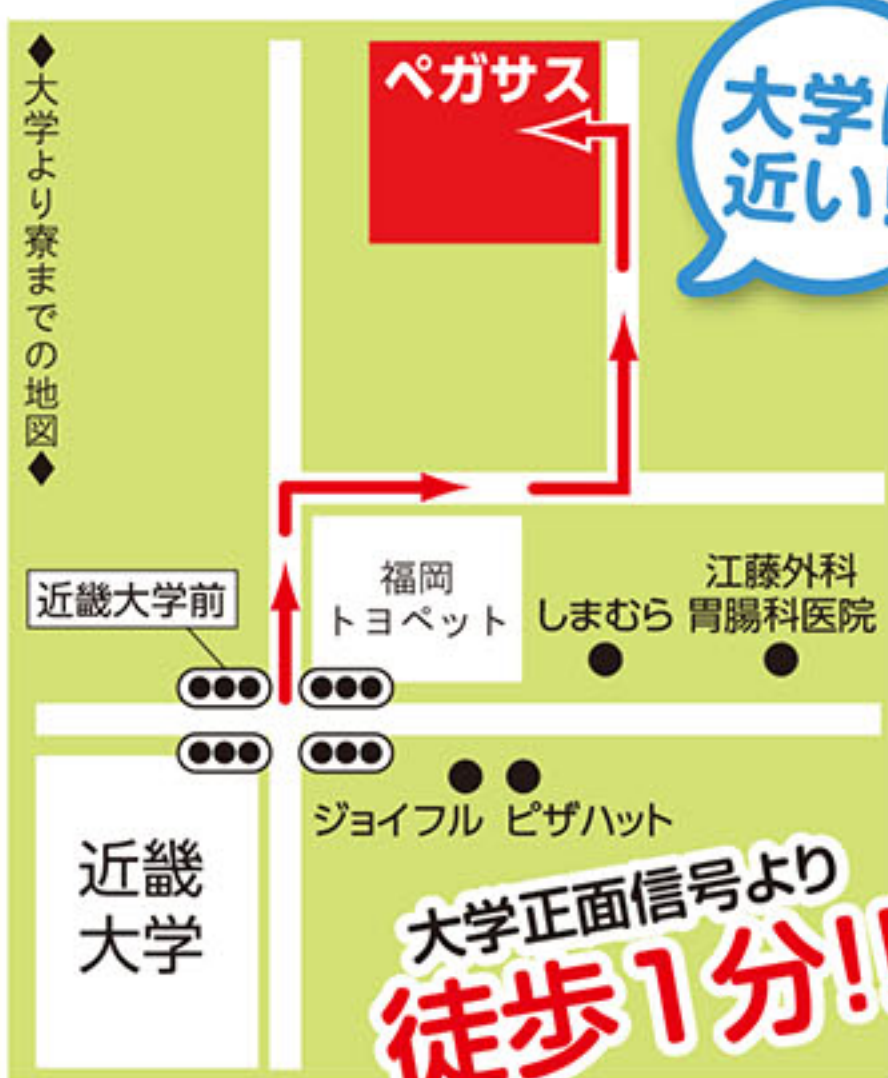 ◆大学より寮までの地図◆
ペガサス
大学に
近い!
近畿大学前
福岡
トヨペット
しまむら
江藤外科
胃腸科医院
ジョイフル
ピザハット
近畿
大学
大学正面信号より
徒歩1分!!